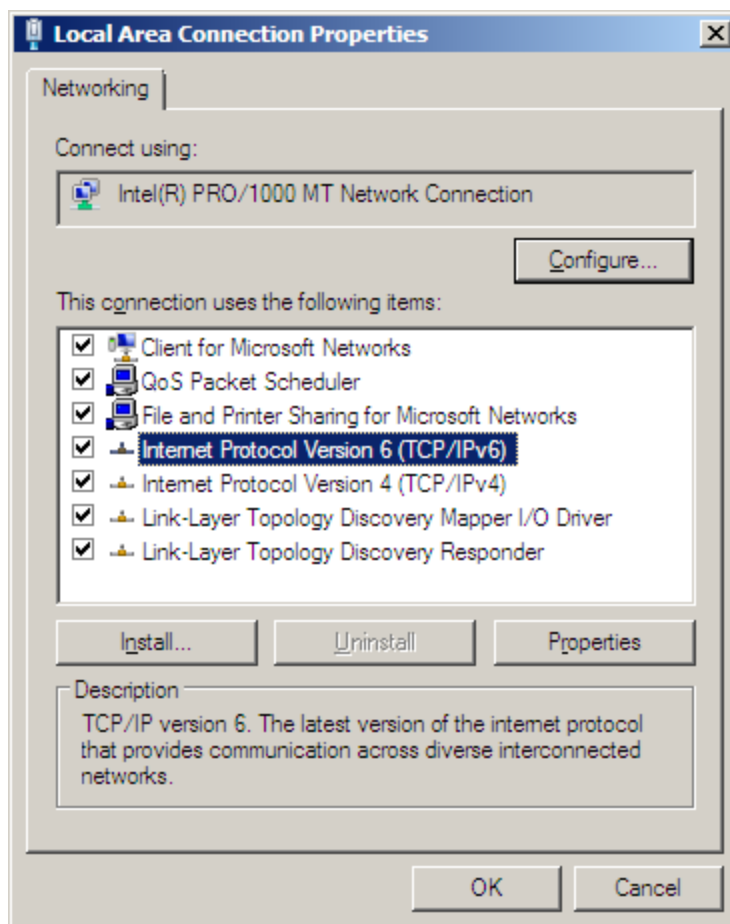 Local Area Connection Properties
Networking
Connect using:
Intel(R) PRO/1000 MT Network Connection
Configure...
This connection uses the following items:
Client for Microsoft Networks
QoS Packet Scheduler
File and Printer Sharing for Microsoft Networks
Internet Protocol Version 6 (TCP/IPv6)
Internet Protocol Version 4 (TCP/IPv4)
Link-Layer Topology Discovery Mapper I/O Driver
Link-Layer Topology Discovery Responder
Install... Uninstall Properties
Description
TCP/IP version 6. The latest version of the internet protocol
that provides communication across diverse interconnected
networks.
OK Cancel